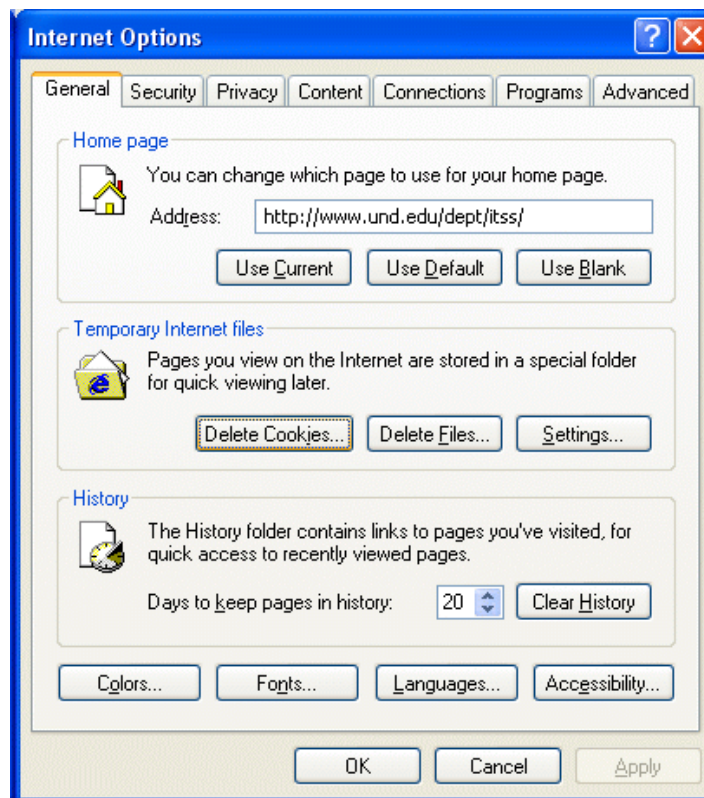 Internet Options
General Security Privacy Content Connections Programs Advanced
Home page
You can change which page to use for your home page.
Address: http://www.und.edu/dept/itss/
Use Current Use Default Use Blank
Temporary Internet files
Pages you view on the Internet are stored in a special folder
for quick viewing later.
Delete Cookies... Delete Files... Settings...
History
The History folder contains links to pages you've visited, for
quick access to recently viewed pages.
Days to keep pages in history: 20 Clear History
Colors... Fonts... Languages... Accessibility...
OK Cancel Apply